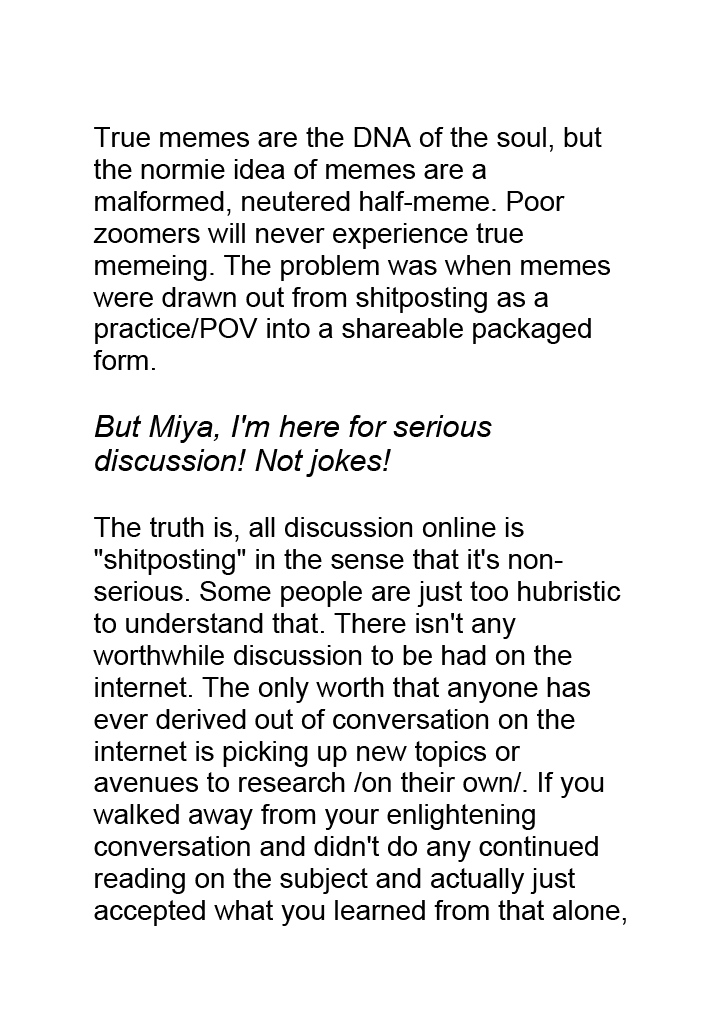 True memes are the DNA of the soul, but
the normie idea of memes are a
malformed, neutered half-meme. Poor
zoomers will never experience true
memeing. The problem was when memes
were drawn out from shitposting as a
practice/POV into a shareable packaged
form.
But Miya, I'm here for serious
discussion! Not jokes!
The truth is, all discussion online is
"shitposting" in the sense that it's non-
serious. Some people are just too hubristic
to understand that. There isn't any
worthwhile discussion to be had on the
internet. The only worth that anyone has
ever derived out of conversation on the
internet is picking up new topics or
avenues to research /on their own/. If you
walked away from your enlightening
conversation and didn't do any continued
reading on the subject and actually just
accepted what you learned from that alone,